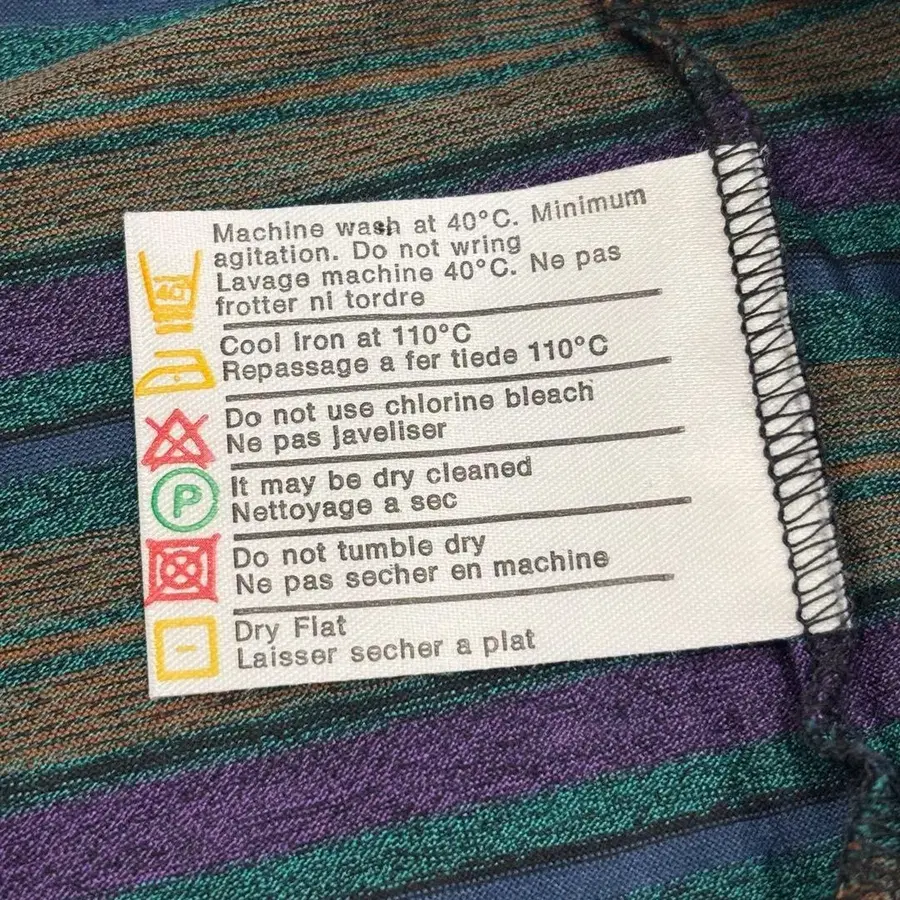 Machine wash at 40°C. Minimum
agitation. Do not wring
Lavage machine 40°C. Ne pas
frotter ni tordre
Cool iron at 110°C
Repassage a fer tiede 110°C
Do not use chlorine bleach
Ne pas javeliser
P
It may be dry cleaned
Nettoyage a sec
Do not tumble dry
Ne pas secher en machine
Dry Flat
Laisser secher a plat